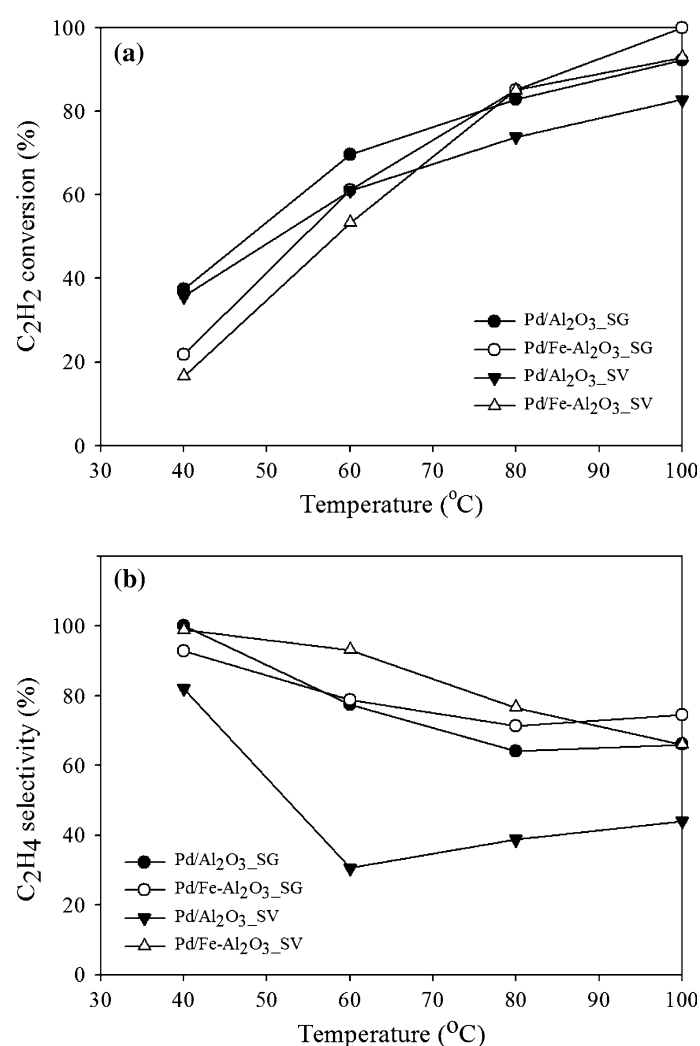 (a)
C2H2 conversion (%)
100
80
60
40
20
0
Pd/Al2O3_SG
Pd/Fe-Al2O3_SG
Pd/Al2O3_SV
Pd/Fe-Al2O3_SV
30 40 50 60 70 80 90 100
Temperature (oC)
(b)
C2H4 selectivity (%)
100
80
60
40
20
0
Pd/Al2O3_SG
Pd/Fe-Al2O3_SG
Pd/Al2O3_SV
Pd/Fe-Al2O3_SV
30 40 50 60 70 80 90 100
Temperature (oC)